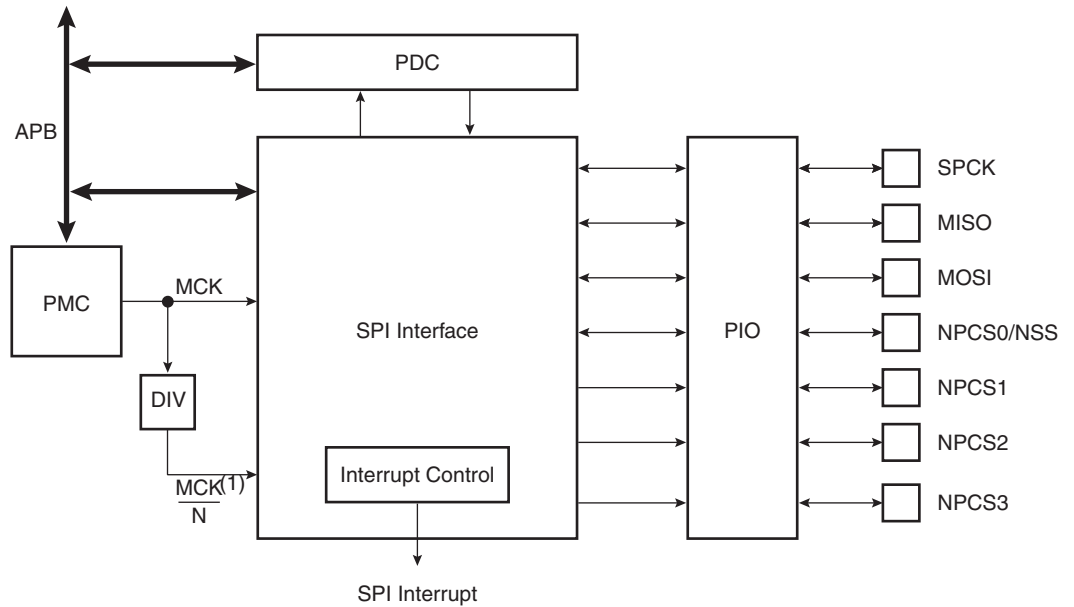 PDC
APB
SPCK
MISO
MOSI
NPCS0/NSS
NPCS1
NPCS2
NPCS3
PMC
MCK
SPI Interface
PIO
DIV
MCK(1)
N
Interrupt Control
SPI Interrupt